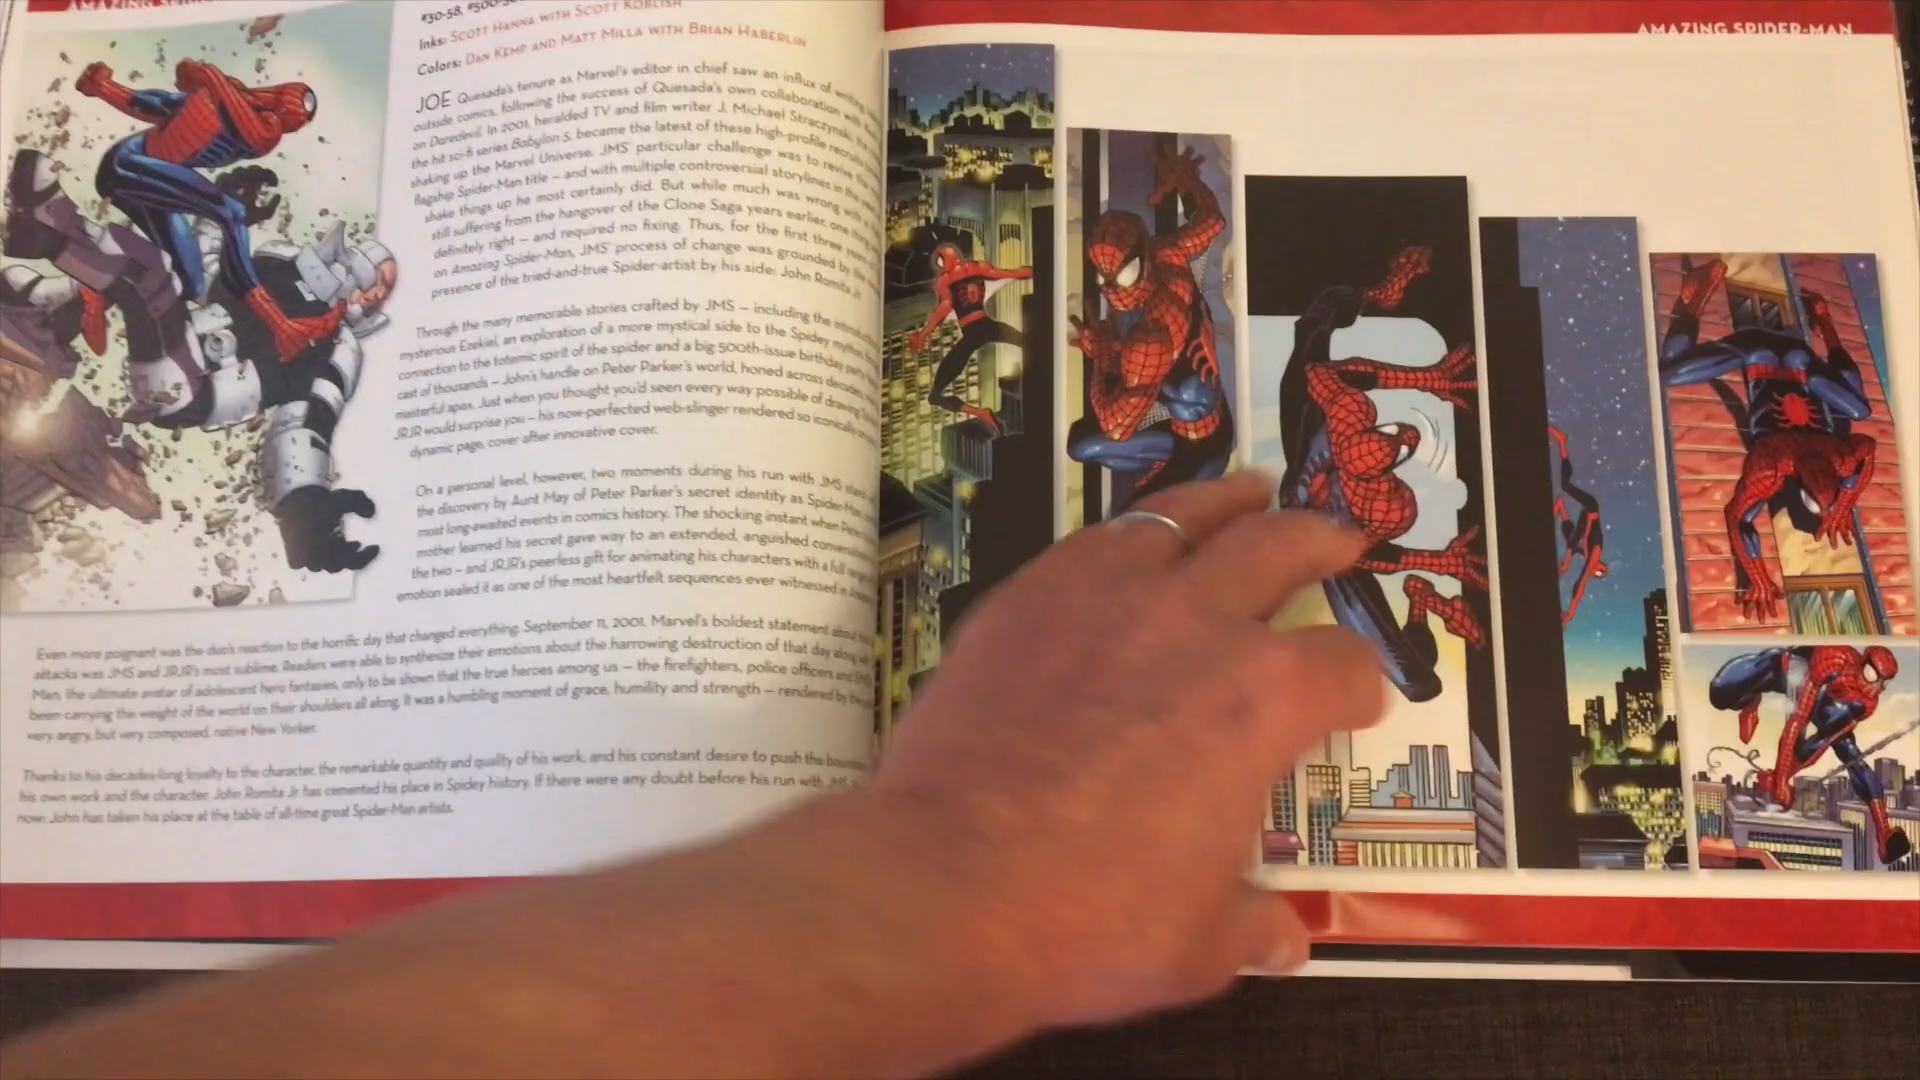 AMAZING
AMAZING SPIDER-MAN
#30-58,
Inks: Scott Hanna with Scott Koblish
Colors: Dan Kemp and Matt Milla with Brian Haberlin
JOE Quesada's tenure as Marvel's editor in chief saw an influx of
outside comics, following the success of Quesada's own collaboration with
on Daredevil. In 2001, heralded TV and film writer J. Michael Straczynski,
the hit sci-fi series Babylon 5, became the latest of these high-profile
shaking up the Marvel Universe. JMS' particular challenge was to revive the
flagship Spider-Man title — and with multiple controversial storylines in
shake things up he most certainly did. But while much was wrong with
still suffering from the hangover of the Clone Saga years earlier, one
definitely right — and required no fixing. Thus, for the first three
on Amazing Spider-Man, JMS' process of change was grounded by the
presence of the tried-and-true Spider-artist by his side: John Romita Jr.
Through the many memorable stories crafted by JMS — including the
mysterious Ezekiel, an exploration of a more mystical side to the Spidey mythos
connection to the totemic spirit of the spider and a big 500th-issue birthday
cast of thousands — John's handle on Peter Parker's world, honed across
masterful apex. Just when you thought you'd seen every way possible of drawing
JRJR would surprise you — his now-perfected web-slinger rendered so iconically
dynamic page, cover after innovative cover.
On a personal level, however, two moments during his run with JMS
the discovery by Aunt May of Peter Parker's secret identity as Spider-Man
most long-awaited events in comics history. The shocking instant when
mother learned his secret gave way to an extended, anguished
the two — and JRJR's peerless gift for animating his characters with a full
emotion sealed it as one of the most heartfelt sequences ever witnessed in
Even more poignant was the duo's reaction to the horrific day that changed everything: September 11, 2001. Marvel's boldest statement about
attacks was JMS and JRJR's most sublime. Readers were able to synthesize their emotions about the harrowing destruction of that day along
Man, the ultimate avatar of adolescent hero fantasies, only to be shown that the true heroes among us — the firefighters, police officers and
been carrying the weight of the world on their shoulders all along. It was a humbling moment of grace, humility and strength — rendered by
very angry, but very composed, native New Yorker.
Thanks to his decades-long loyalty to the character, the remarkable quantity and quality of his work, and his constant desire to push the
his own work and the character, John Romita Jr. has cemented his place in Spidey history. If there were any doubt before his run with JMS
now: John has taken his place at the table of all-time great Spider-Man artists.